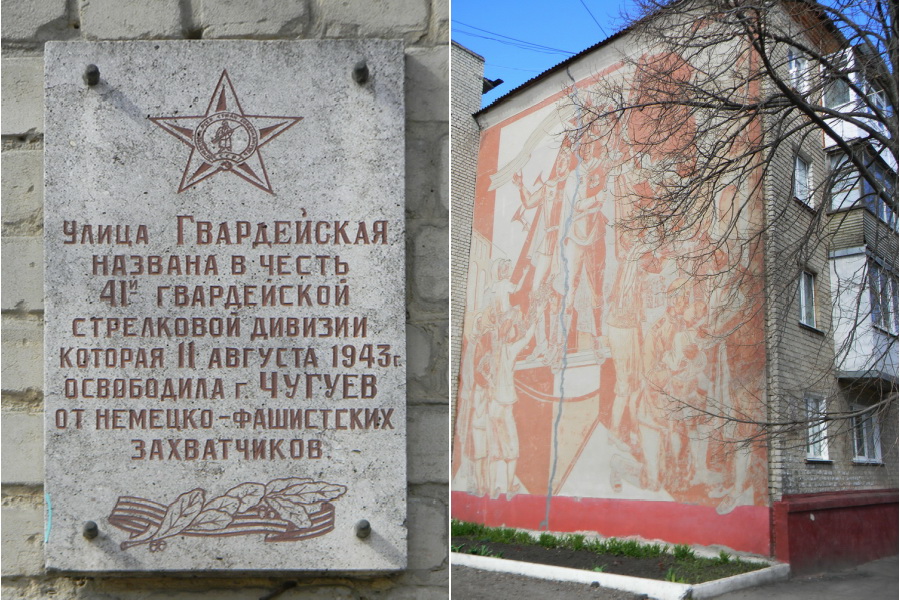 Улица Гвардейская
названа в честь
41й гвардейской
стрелковой дивизии
которая 11 августа 1943г.
освободила г. Чугуев
от немецко-фашистских
захватчиков.